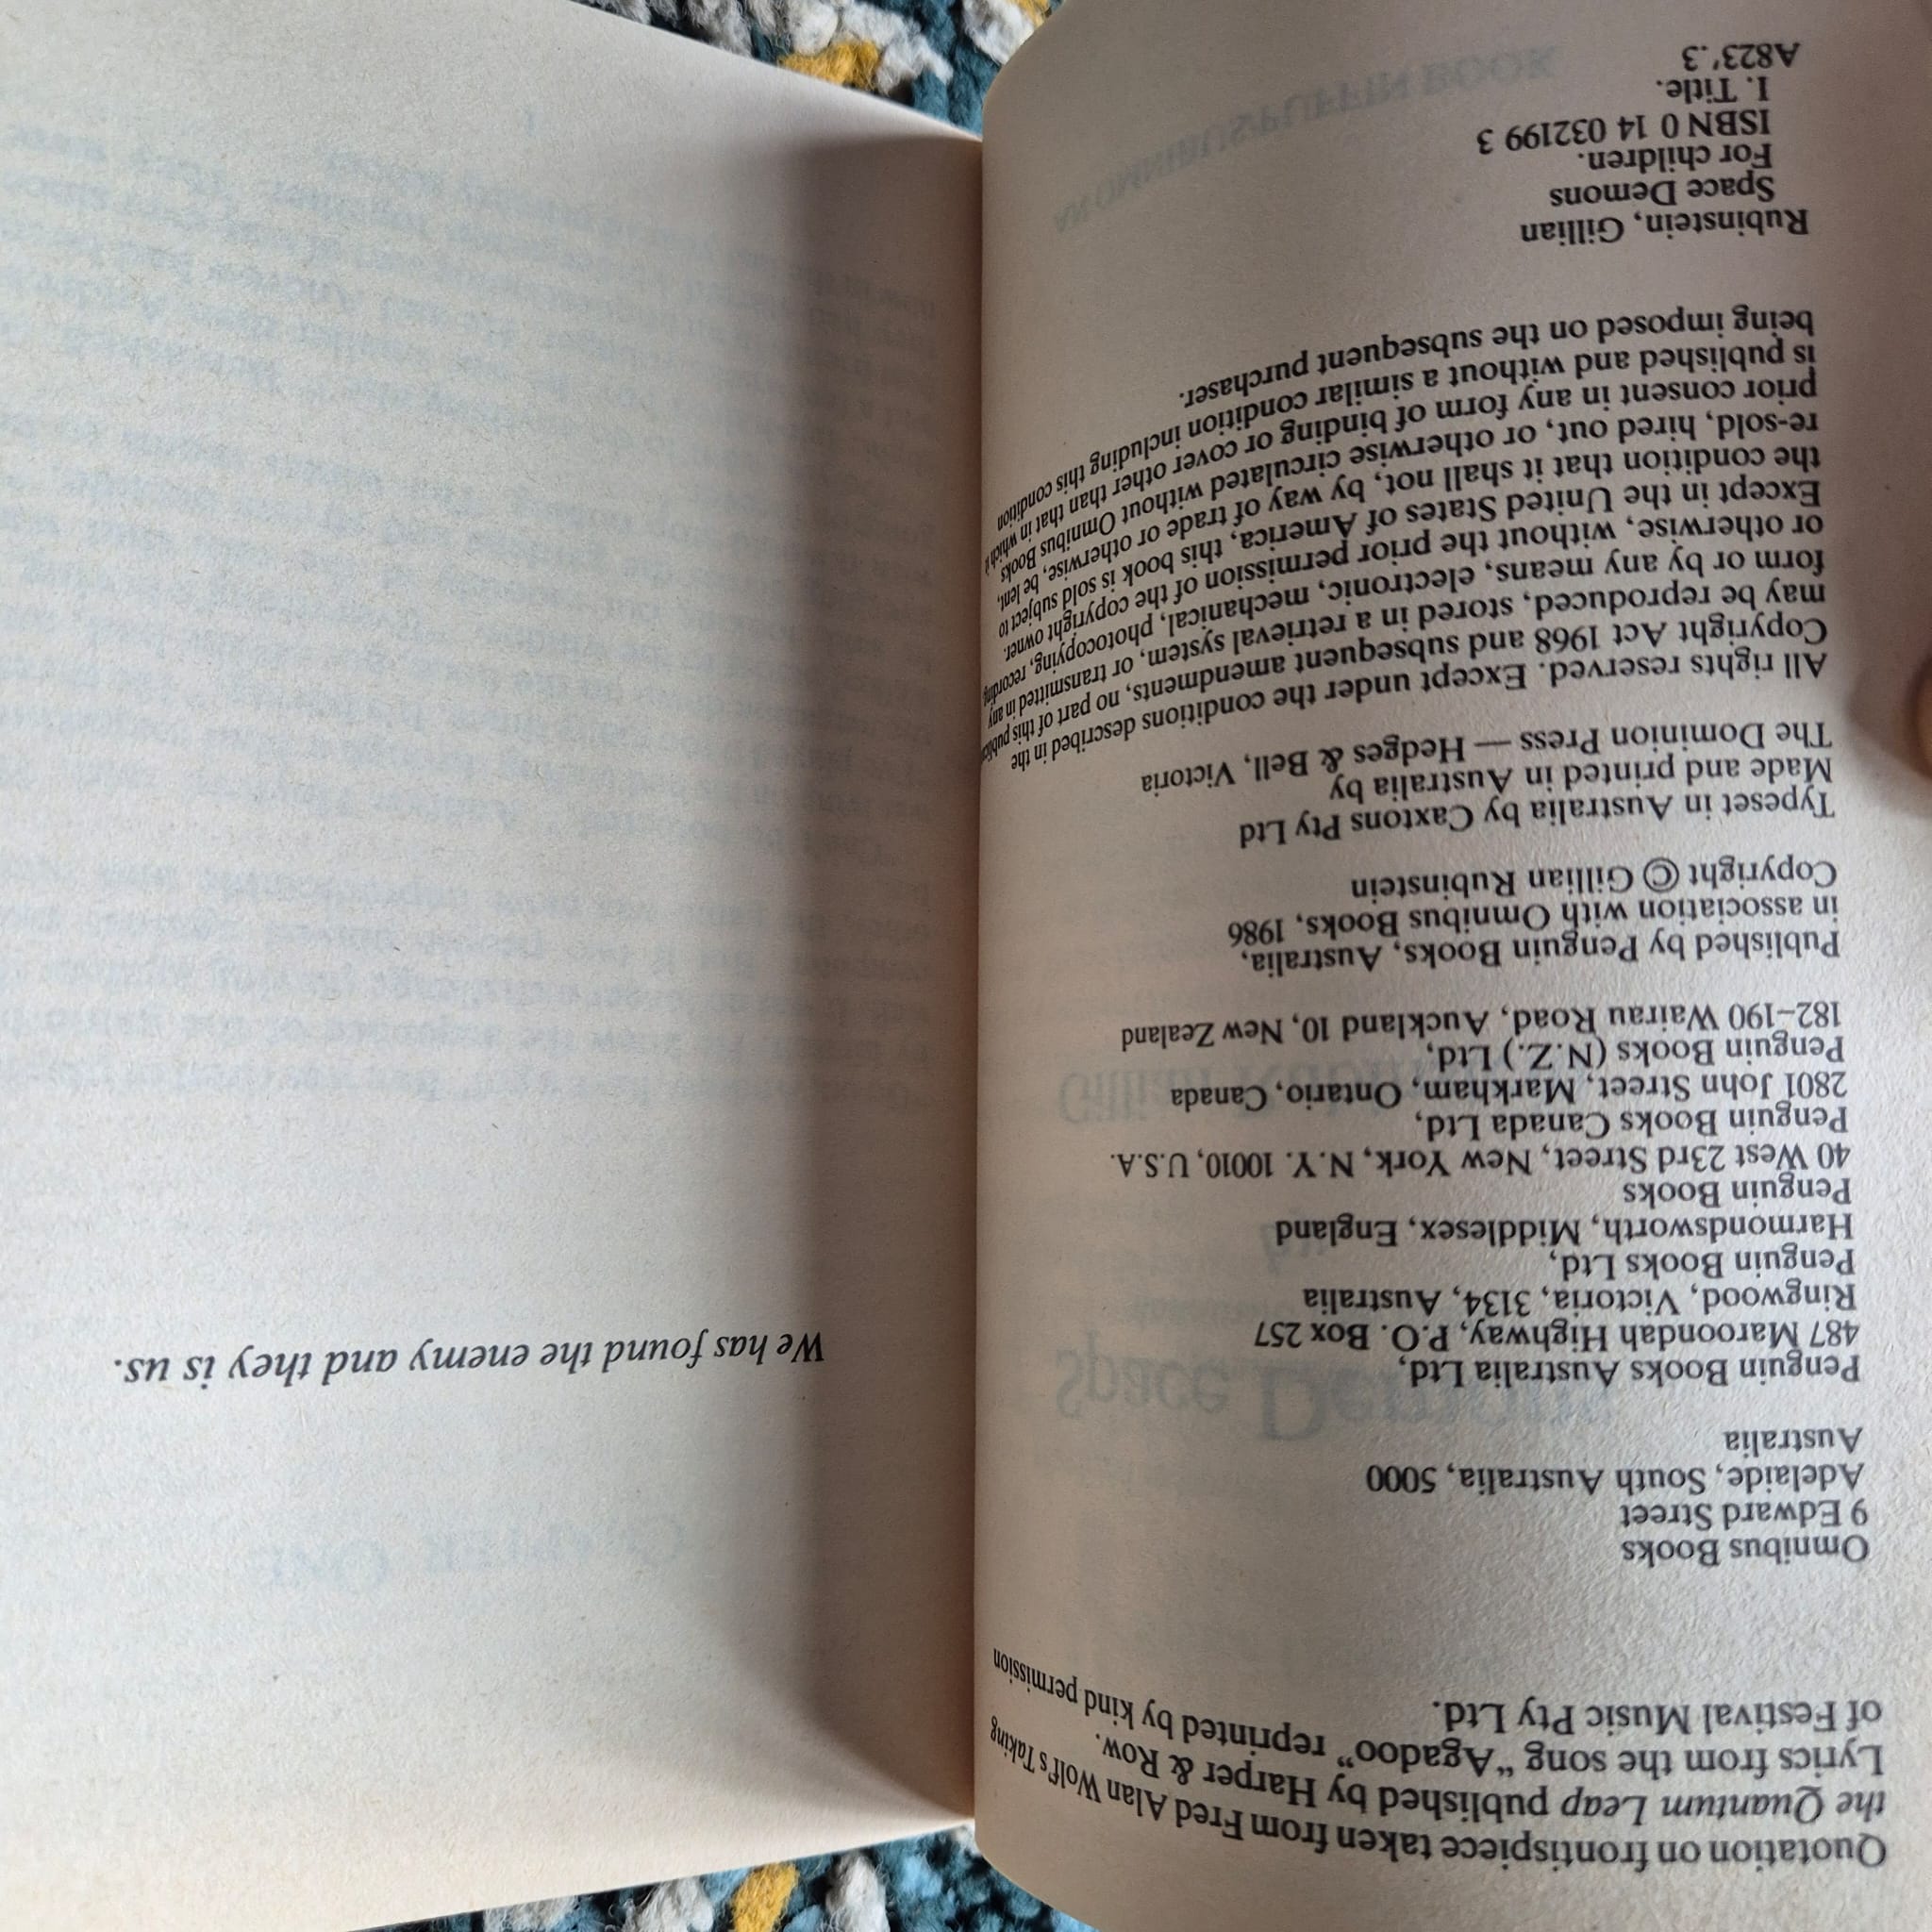 Quotation on frontispiece taken from Fred Alan Wolf's Taking
the Quantum Leap published by Harper & Row.
Lyrics from the song “Agadoo” reprinted by kind permission
of Festival Music Pty Ltd.
Omnibus Books
9 Edward Street
Adelaide, South Australia, 5000
Australia
Penguin Books Australia Ltd,
487 Maroondah Highway, P.O. Box 257
Ringwood, Victoria, 3134, Australia
Penguin Books Ltd,
Harmondsworth, Middlesex, England
Penguin Books
40 West 23rd Street, New York, N.Y. 10010, U.S.A.
Penguin Books Canada Ltd,
2801 John Street, Markham, Ontario, Canada
Penguin Books (N.Z.) Ltd,
182–190 Wairau Road, Auckland 10, New Zealand
Published by Penguin Books, Australia,
in association with Omnibus Books, 1986
Copyright © Gillian Rubinstein
Typeset in Australia by Caxtons Pty Ltd
Made and printed in Australia by
The Dominion Press — Hedges & Bell, Victoria
All rights reserved. Except under the conditions described in the
Copyright Act 1968 and subsequent amendments, no part of this
may be reproduced, stored in a retrieval system, or transmitted in any
form or by any means, electronic, mechanical, photocopying, recording
or otherwise, without the prior permission of the copyright owner.
Except in the United States of America, this book is sold subject to
the condition that it shall not, by way of trade or otherwise, be lent,
re-sold, hired out, or otherwise circulated without Omnibus Books
prior consent in any form of binding or cover other than that in which
is published and without a similar condition including this condition
being imposed on the subsequent purchaser.
Rubinstein, Gillian
Space Demons
For children.
ISBN 0 14 032199 3
I. Title.
A823'.3
We has found the enemy and they is us.